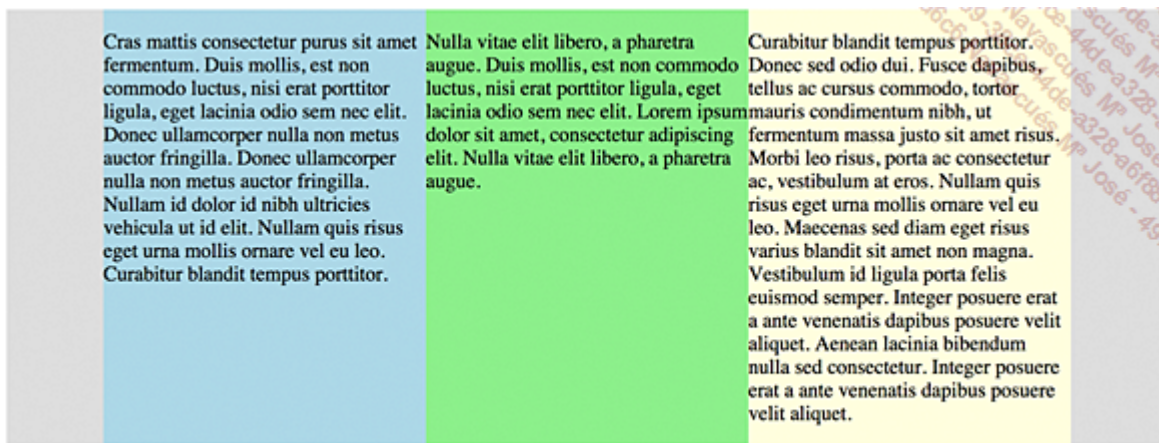 Cras mattis consectetur purus sit amet
fermentum. Duis mollis, est non
commodo luctus, nisi erat porttitor
ligula, eget lacinia odio sem nec elit.
Donec ullamcorper nulla non metus
auctor fringilla. Donec ullamcorper
nulla non metus auctor fringilla.
Nullam id dolor id nibh ultricies
vehicula ut id elit. Nullam quis risus
eget urna mollis ornare vel eu leo.
Curabitur blandit tempus porttitor.
Nulla vitae elit libero, a pharetra
augue. Duis mollis, est non commodo
luctus, nisi erat porttitor ligula, eget
lacinia odio sem nec elit. Lorem ipsum
dolor sit amet, consectetur adipiscing
elit. Nulla vitae elit libero, a pharetra
augue.
Curabitur blandit tempus porttitor.
Donec sed odio dui. Fusce dapibus,
tellus ac cursus commodo, tortor
mauris condimentum nibh, ut
fermentum massa justo sit amet risus.
Morbi leo risus, porta ac consectetur
ac, vestibulum at eros. Nullam quis
risus eget urna mollis ornare vel eu
leo. Maecenas sed diam eget risus
varius blandit sit amet non magna.
Vestibulum id ligula porta felis
euismod semper. Integer posuere erat
a ante venenatis dapibus posuere velit
aliquet. Aenean lacinia bibendum
nulla sed consectetur. Integer posuere
erat a ante venenatis dapibus posuere
velit aliquet.